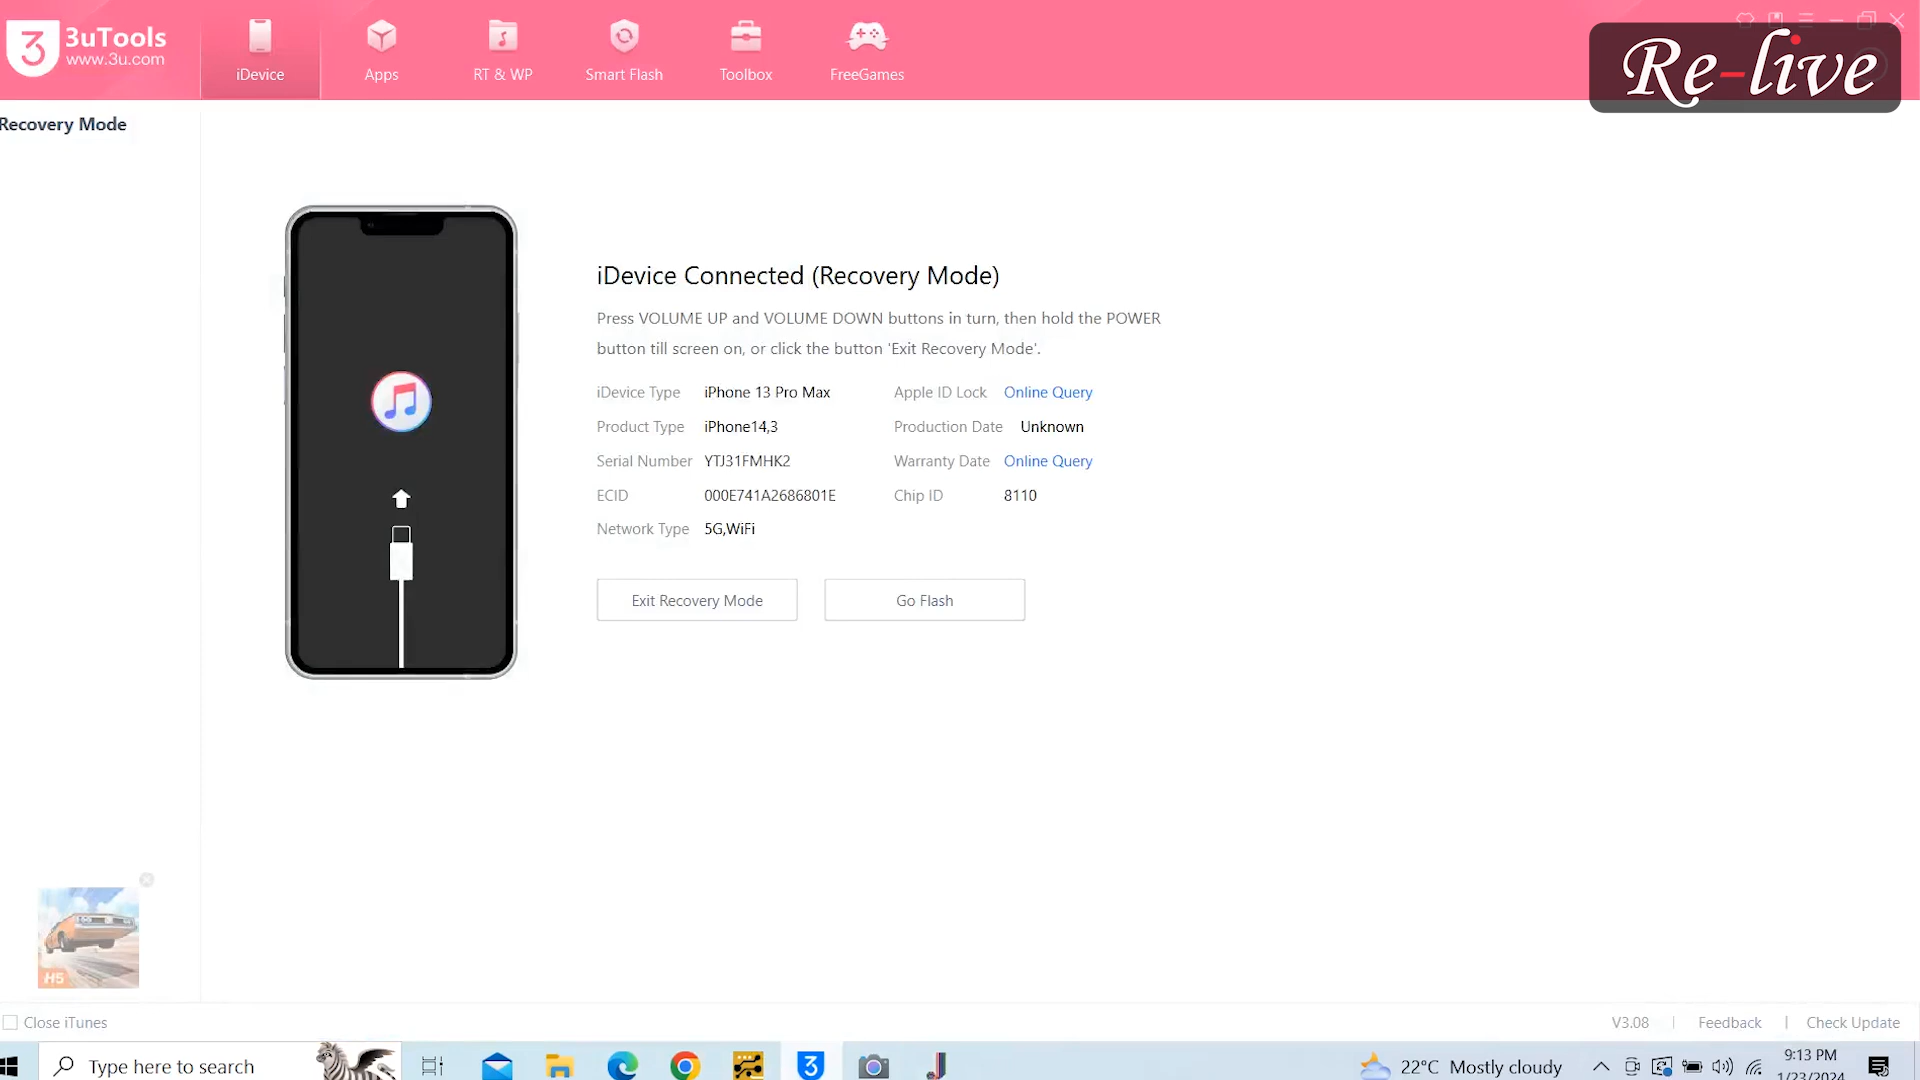 3 3uTools
www.3u.com
iDevice
Apps
RT & WP
Smart Flash
Toolbox
FreeGames
Re-live
Recovery Mode
iDevice Connected (Recovery Mode)
Press VOLUME UP and VOLUME DOWN buttons in turn, then hold the POWER
button till screen on, or click the button 'Exit Recovery Mode'.
iDevice Type iPhone 13 Pro Max Apple ID Lock Online Query
Product Type iPhone14,3 Production Date Unknown
Serial Number YTJ31FMHK2 Warranty Date Online Query
ECID 000E741A2686801E Chip ID 8110
Network Type 5G,WiFi
Exit Recovery Mode Go Flash
H5
Close iTunes
V3.08 | Feedback | Check Update
Type here to search
3
22°C Mostly cloudy
9:13 PM
1/23/2024